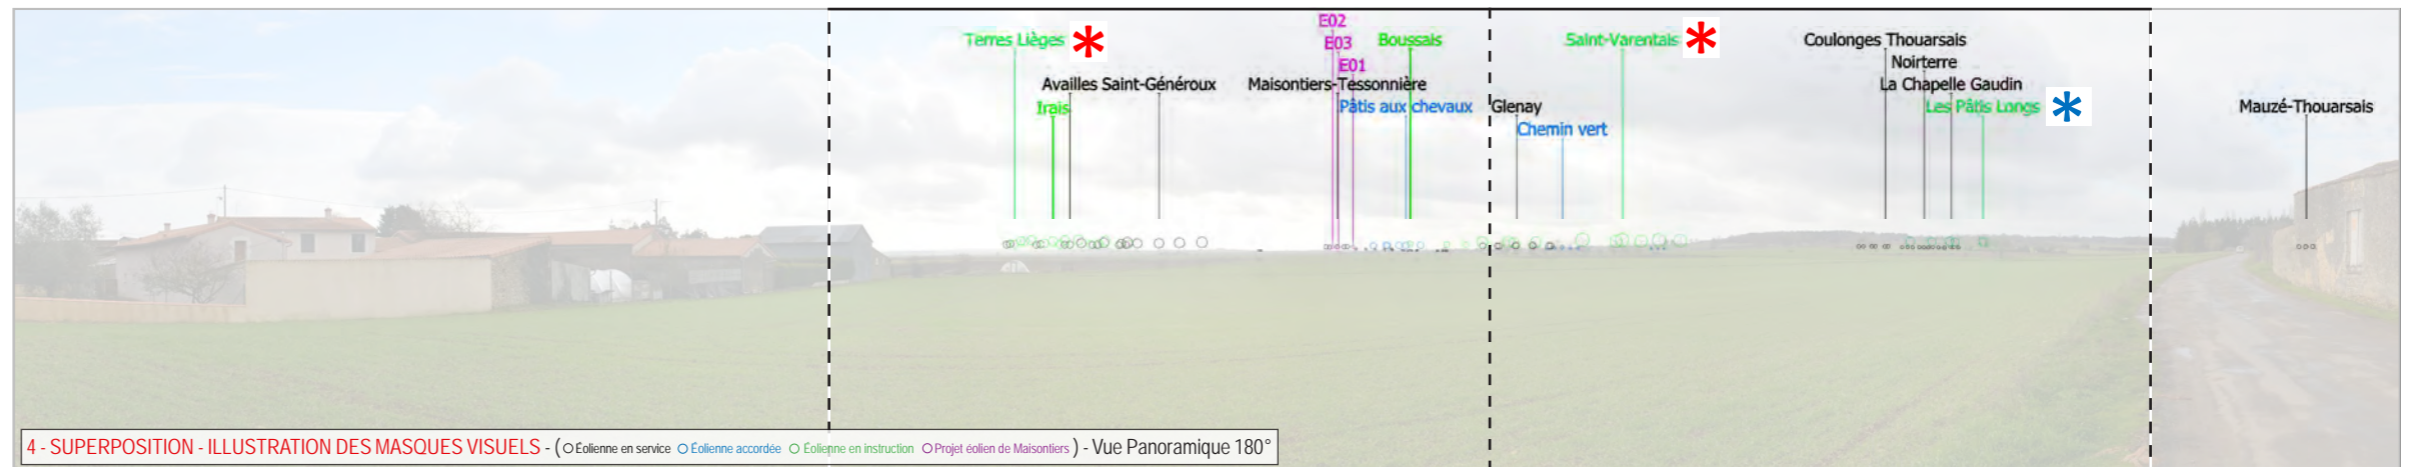 E02
Terres Lièges *
E03
Boussais
Saint-Varentais *
Coulonges Thouarsais
Noirterre
E01
Availles Saint-Généroux
Maisontiers-Tessonnière
La Chapelle Gaudin
Irais
Pâtis aux chevaux
Glenay
Les Pâtis Longs *
Mauzé-Thouarsais
Chemin vert
4 - SUPERPOSITION - ILLUSTRATION DES MASQUES VISUELS - ( O Éolienne en service O Éolienne accordée O Éolienne en instruction O Projet éolien de Maisontiers ) - Vue Panoramique 180°